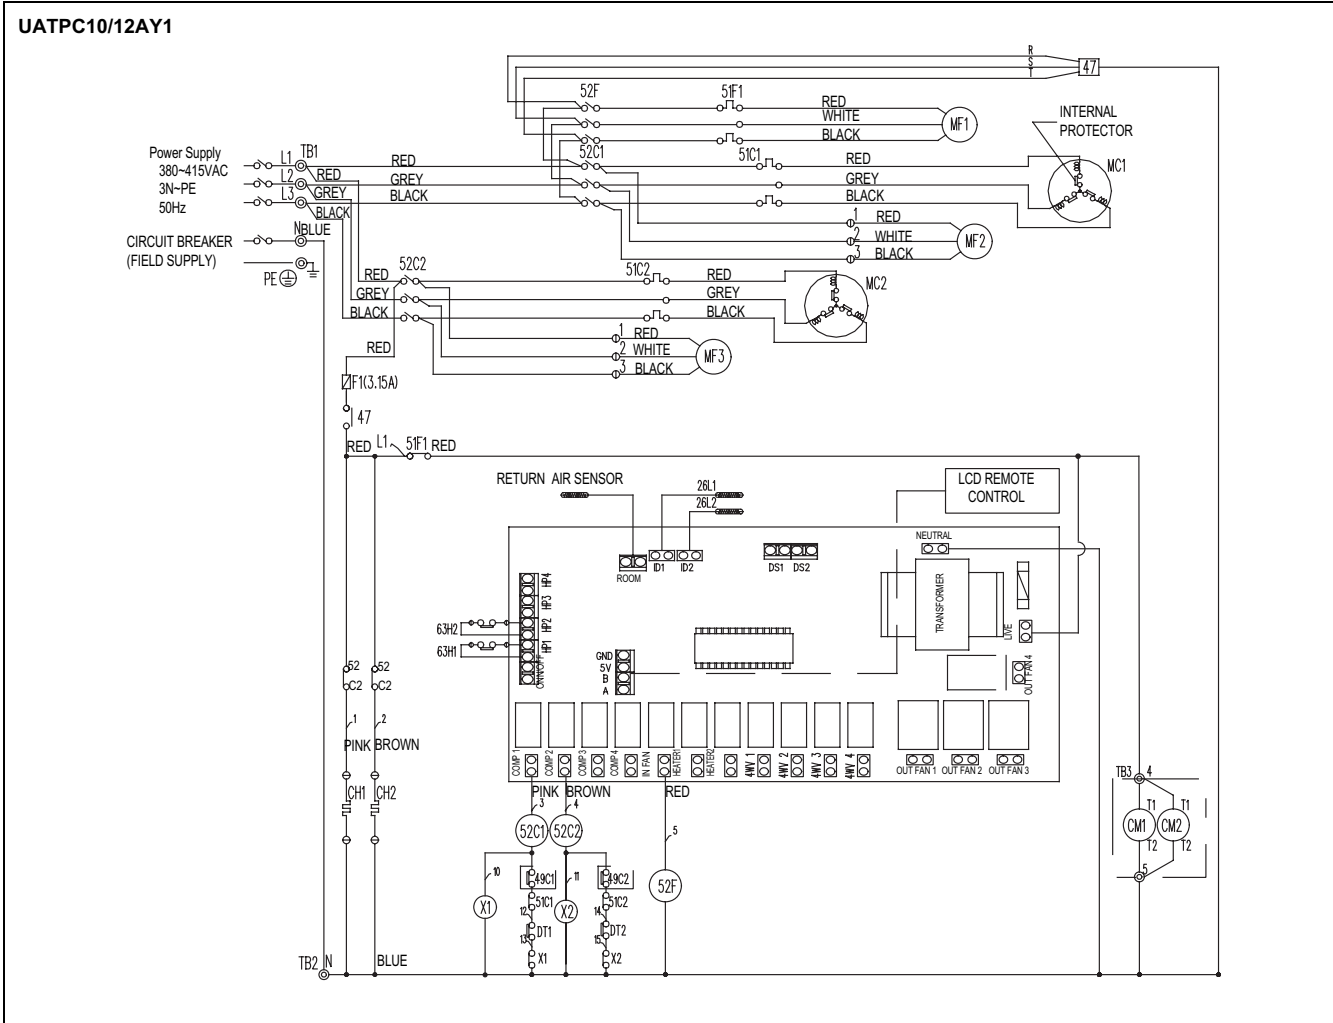 UATPC10/12AY1
R
S
T
47
52F
51F1
RED
WHITE
BLACK
MF1
INTERNAL
PROTECTOR
Power Supply
380~415VAC
3N~PE
50Hz
L1
TB1
L2
L3
RED
RED
GREY
GREY
BLACK
BLACK
52C1
51C1
RED
GREY
BLACK
MC1
1
RED
2
WHITE
3
BLACK
MF2
CIRCUIT BREAKER
(FIELD SUPPLY)
N
BLUE
PE
RED
52C2
51C2
RED
GREY
GREY
BLACK
BLACK
MC2
1
RED
2
WHITE
3
BLACK
MF3
RED
F1(3.15A)
47
RED
L1
51F1
RED
RETURN AIR SENSOR
26L1
26L2
LCD REMOTE
CONTROL
NEUTRAL
ROOM
ID1
ID2
DS1
DS2
HP4
HP3
HP2
HP1
ONN/OFF
63H2
63H1
TRANSFORMER
LIVE
OUT FAN 4
GND
5V
B
A
52
C2
52
C2
1
2
PINK
BROWN
CH1
CH2
COMP 1
COMP 2
COMP 3
COMP 4
IN FAN
HEATER1
HEATER2
4WV 1
4WV 2
4WV 3
4WV 4
OUT FAN 1
OUT FAN 2
OUT FAN 3
PINK
BROWN
RED
3
4
5
52C1
52C2
52F
10
49C1
11
49C2
51C1
51C2
12
14
X1
X2
DT1
DT2
13
15
X1
X2
TB3
4
T1
T1
CM1
CM2
T2
T2
5
TB2
N
BLUE